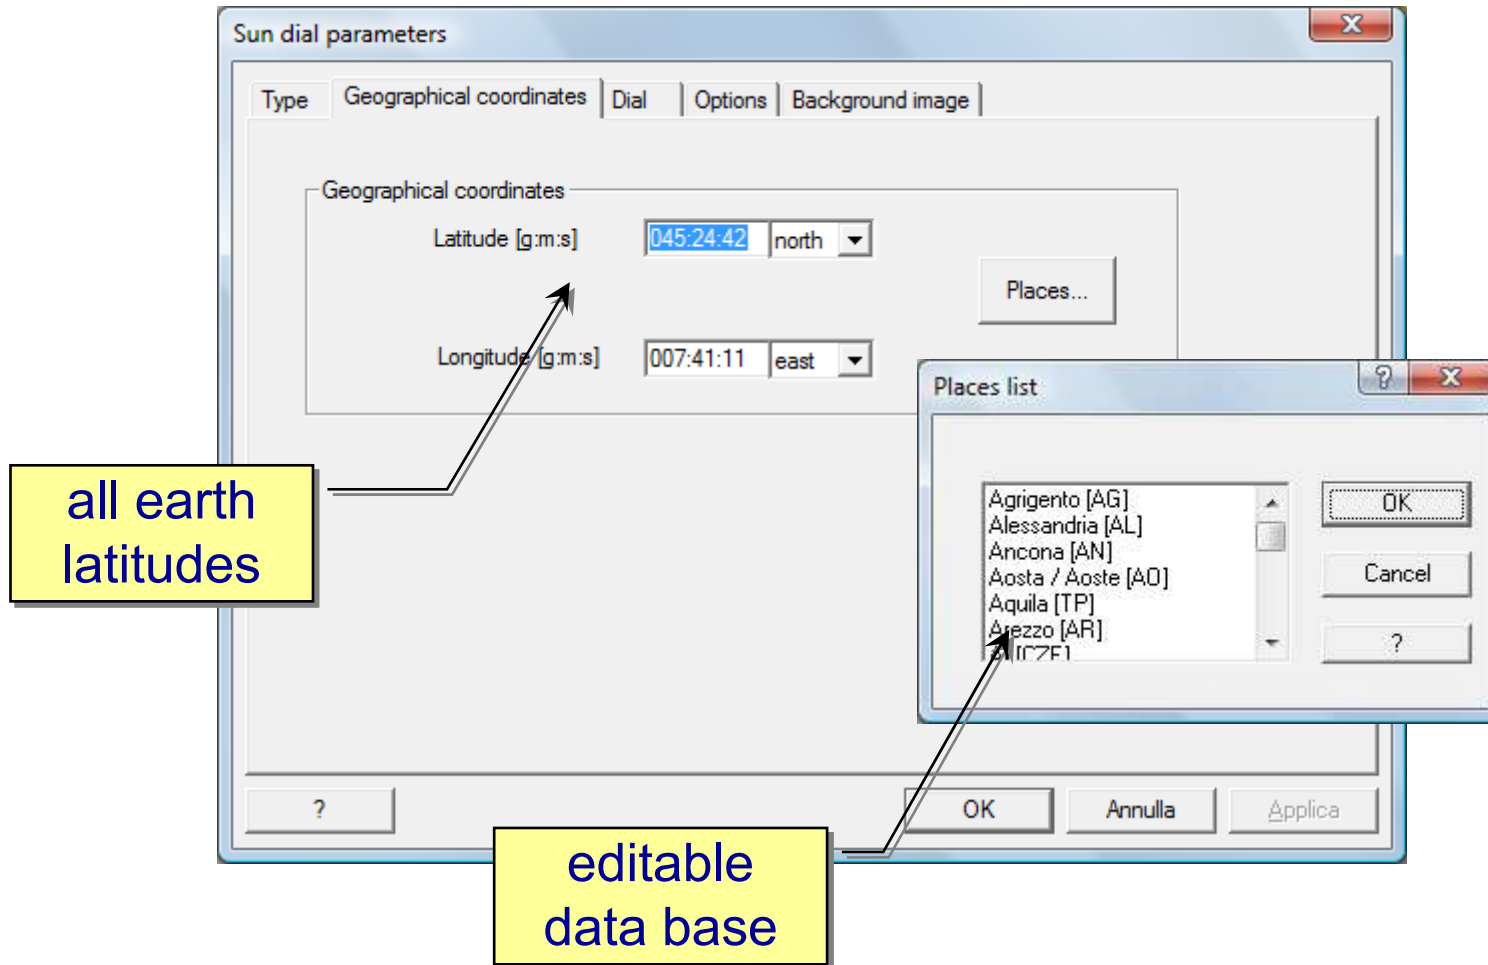 Sun dial parameters
Type Geographical coordinates Dial Options Background image
Geographical coordinates
Latitude [g:m:s] 045:24:42 north
Places...
Longitude [g:m:s] 007:41:11 east
Places list
Agrigento [AG]
Alessandria [AL]
Ancona [AN]
Aosta / Aoste [AO]
Aquila [TP]
Arezzo [AR]
[CZE]
OK
Cancel
?
all earth
latitudes
? OK Annulla Applica
editable
data base